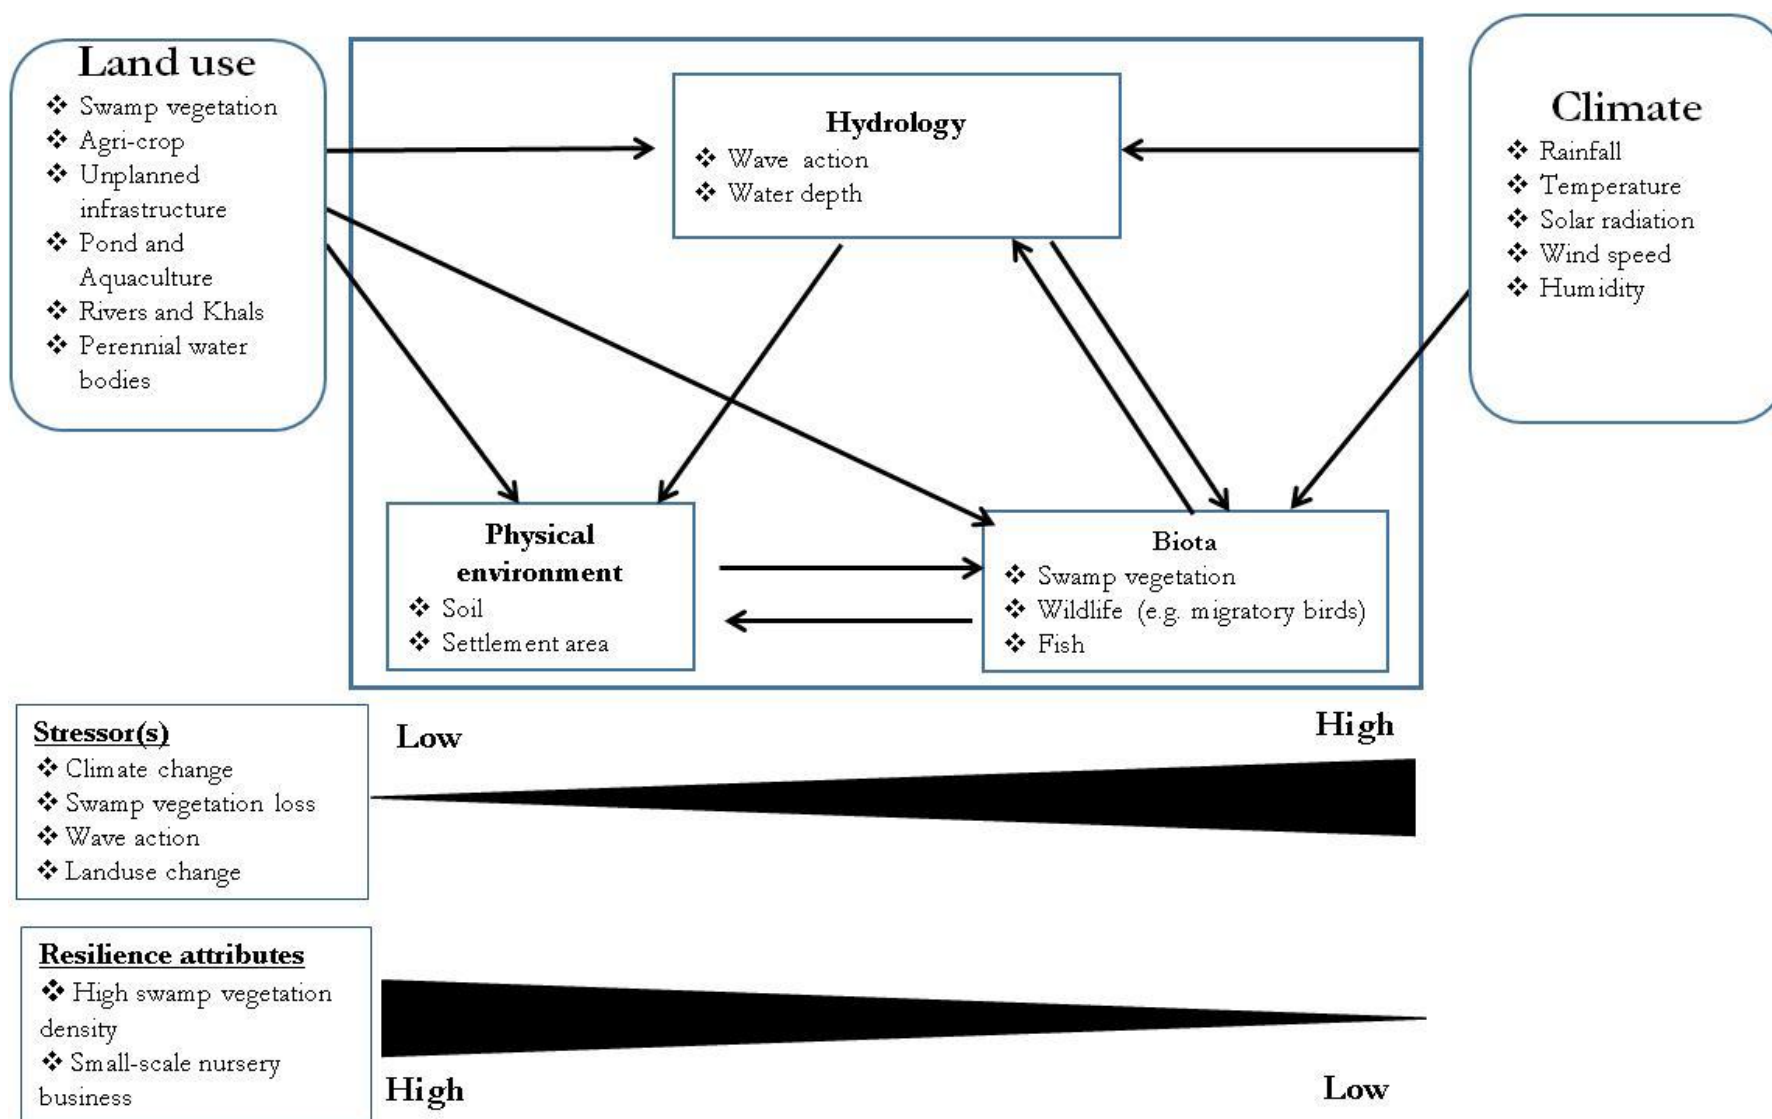 Land use
❖ Swamp vegetation
❖ Agri-crop
❖ Unplanned
infrastructure
❖ Pond and
Aquaculture
❖ Rivers and Khals
❖ Perennial water
bodies
Hydrology
❖ Wave action
❖ Water depth
Climate
❖ Rainfall
❖ Temperature
❖ Solar radiation
❖ Wind speed
❖ Humidity
Physical
environment
❖ Soil
❖ Settlement area
Biota
❖ Swamp vegetation
❖ Wildlife (e.g. migratory birds)
❖ Fish
Stressor(s)
❖ Climate change
❖ Swamp vegetation loss
❖ Wave action
❖ Landuse change
Low
High
Resilience attributes
❖ High swamp vegetation
density
❖ Small-scale nursery
business
High
Low